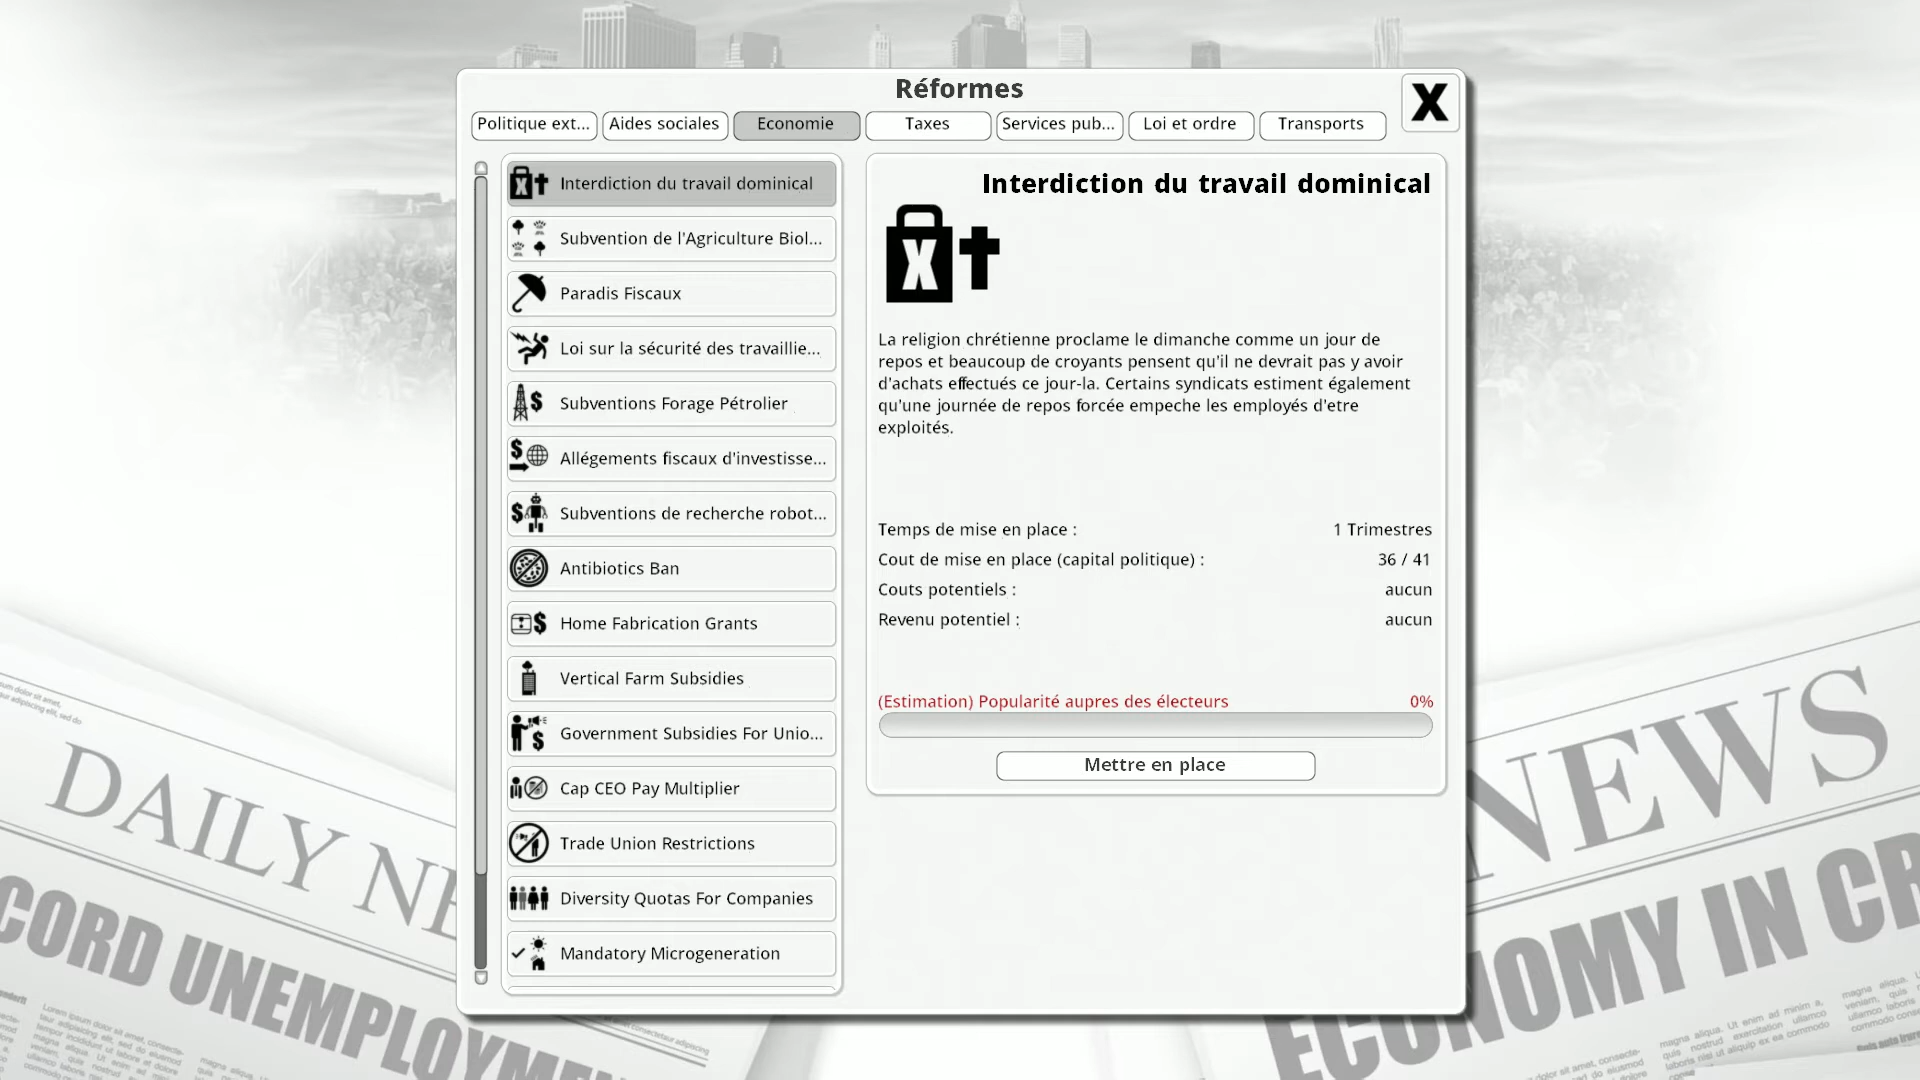 Réformes
X
Politique ext...
Aides sociales
Economie
Taxes
Services pub...
Loi et ordre
Transports
Interdiction du travail dominical
Subvention de l'Agriculture Biol...
Paradis Fiscaux
Loi sur la sécurité des travaillie...
Subventions Forage Pétrolier
Allégements fiscaux d'investisse...
Subventions de recherche robot...
Antibiotics Ban
Home Fabrication Grants
Vertical Farm Subsidies
Government Subsidies For Unio...
Cap CEO Pay Multiplier
Trade Union Restrictions
Diversity Quotas For Companies
Mandatory Microgeneration
Interdiction du travail dominical
La religion chrétienne proclame le dimanche comme un jour de
repos et beaucoup de croyants pensent qu'il ne devrait pas y avoir
d'achats effectués ce jour-la. Certains syndicats estiment également
qu'une journée de repos forcée empeche les employés d'etre
exploités.
Temps de mise en place : 1 Trimestres
Cout de mise en place (capital politique) : 36 / 41
Couts potentiels : aucun
Revenu potentiel : aucun
(Estimation) Popularité aupres des électeurs 0%
Mettre en place
DAILY NE
CORD UNEMPLOYME
NEWS
ECONOMY IN CR